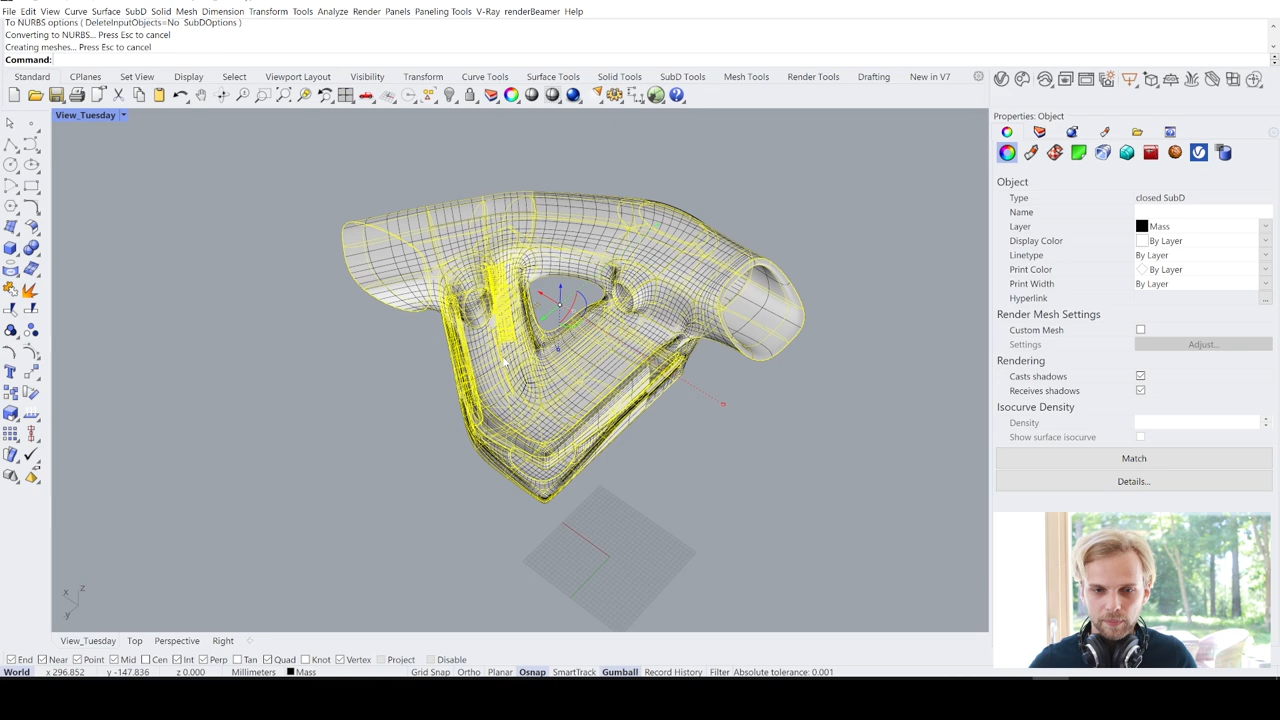 File Edit View Curve Surface SubD Solid Mesh Dimension Transform Tools Analyze Render Panels Paneling Tools V-Ray renderBeamer Help
To NURBS options ( DeleteInputObjects=No SubDOptions )
Converting to NURBS... Press Esc to cancel
Creating meshes... Press Esc to cancel
Command:
Standard CPlanes Set View Display Select Viewport Layout Visibility Transform Curve Tools Surface Tools Solid Tools SubD Tools Mesh Tools Render Tools Drafting New in V7
View_Tuesday
Properties: Object
Object
Type closed SubD
Name
Layer Mass
Display Color By Layer
Linetype By Layer
Print Color By Layer
Print Width By Layer
Hyperlink ...
Render Mesh Settings
Custom Mesh
Settings Adjust...
Rendering
Casts shadows
Receives shadows
Isocurve Density
Density
Show surface isocurve
Match
Details...
z
x
y
View_Tuesday Top Perspective Right
End Near Point Mid Cen Int Perp Tan Quad Knot Vertex Project Disable
World x 296.852 y -147.836 z 0.000 Millimeters Mass Grid Snap Ortho Planar Osnap SmartTrack Gumball Record History Filter Absolute tolerance: 0.001